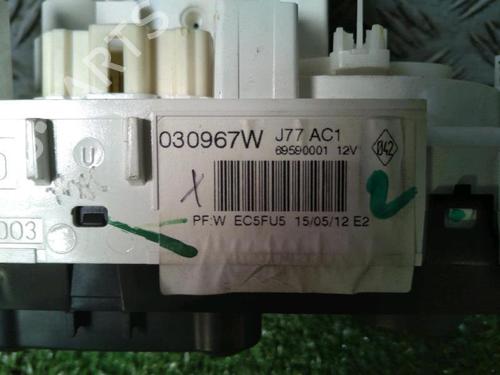 030967W J77 AC1
69590001 12V
042
PF:W EC5FU5 15/05/12 E2
003
U